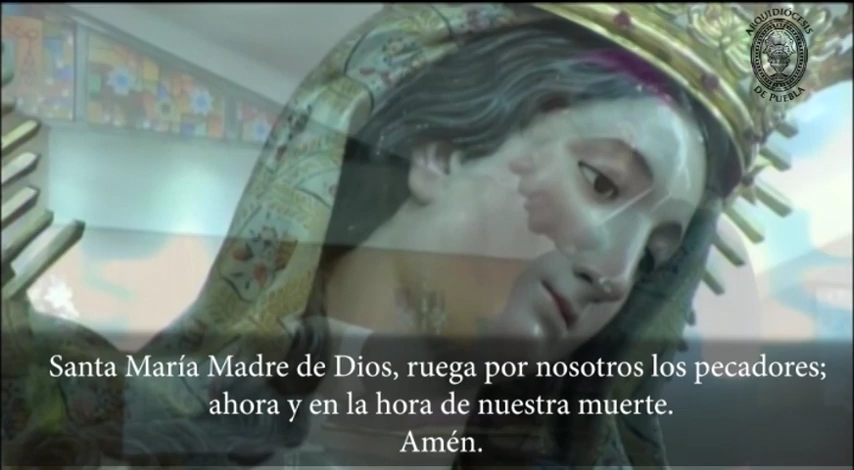 ARQUIDIÓCESIS
DE PUEBLA
Santa María Madre de Dios, ruega por nosotros los pecadores;
ahora y en la hora de nuestra muerte.
Amén.